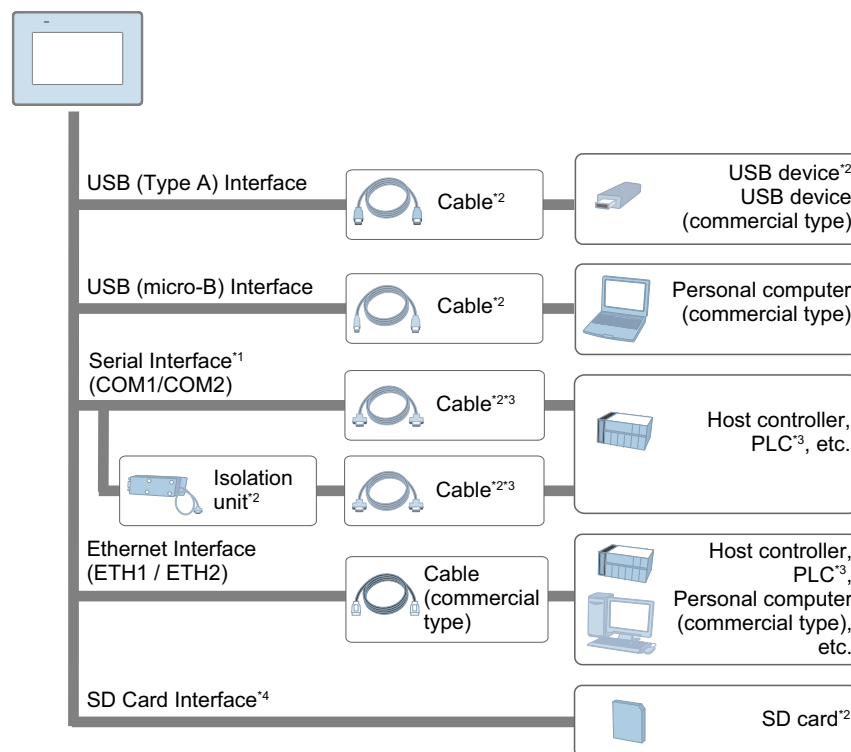 USB (Type A) Interface
Cable*2
USB device*2
USB device
(commercial type)
USB (micro-B) Interface
Cable*2
Personal computer
(commercial type)
Serial Interface*1
(COM1/COM2)
Cable*2*3
Host controller,
PLC*3, etc.
Isolation
unit*2
Cable*2*3
Ethernet Interface
(ETH1 / ETH2)
Cable
(commercial
type)
Host controller,
PLC*3,
Personal computer
(commercial type),
etc.
SD Card Interface*4
SD card*2